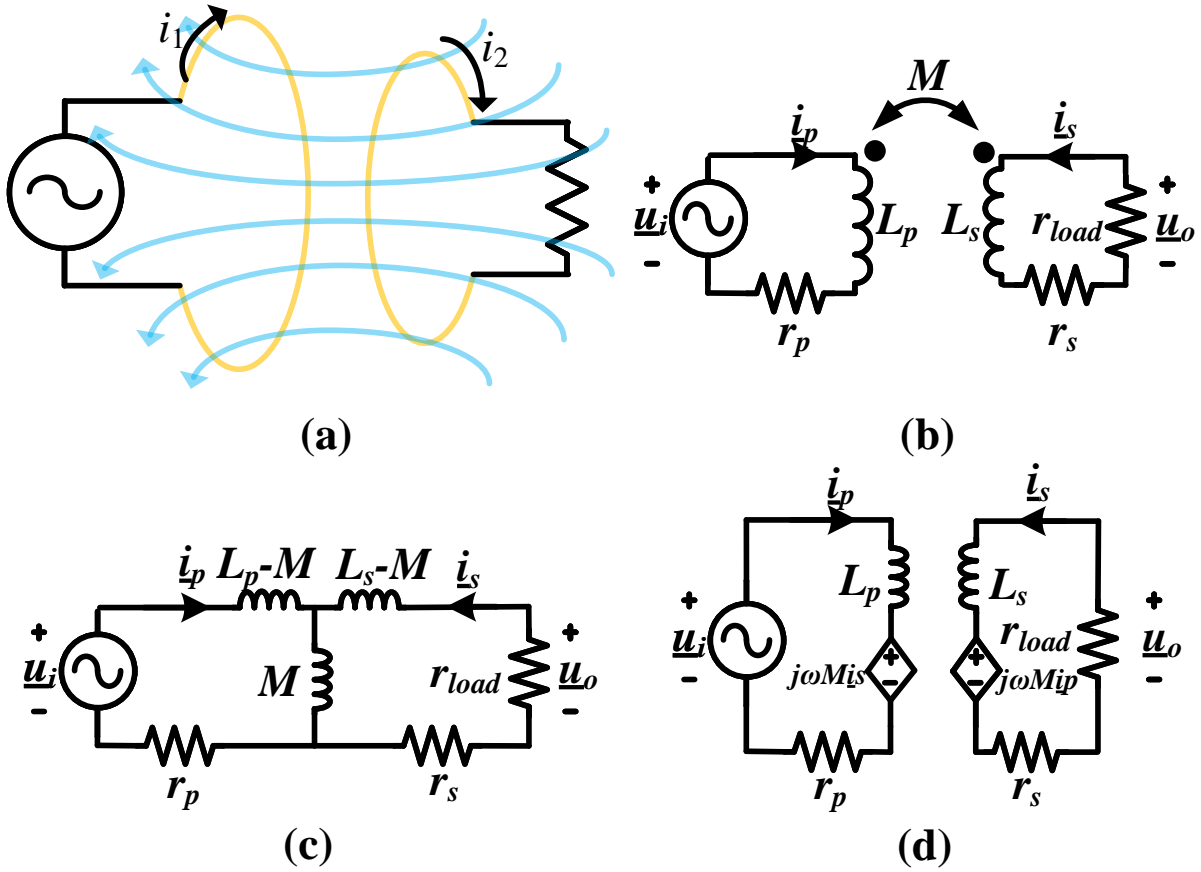 i1
i2
(a)
M
ip
is
+
+
ui
Lp
Ls
rload
uo
-
-
rp
rs
(b)
ip
Lp-M
Ls-M
is
+
+
ui
M
rload
uo
-
-
rp
rs
(c)
ip
is
Lp
Ls
+
+
ui
rload
uo
+
-
jωMis
+
-
jωMip
-
-
rp
rs
(d)